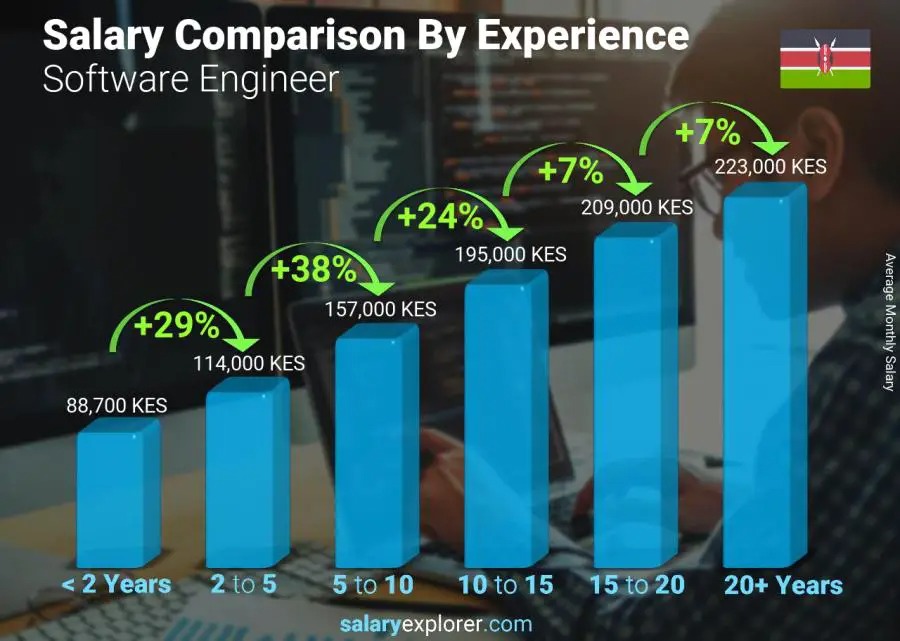 Salary Comparison By Experience
Software Engineer
+7%
223,000 KES
+7%
209,000 KES
+24%
195,000 KES
+38%
157,000 KES
+29%
114,000 KES
88,700 KES
Average Monthly Salary
< 2 Years 2 to 5 5 to 10 10 to 15 15 to 20 20+ Years
salaryexplorer.com